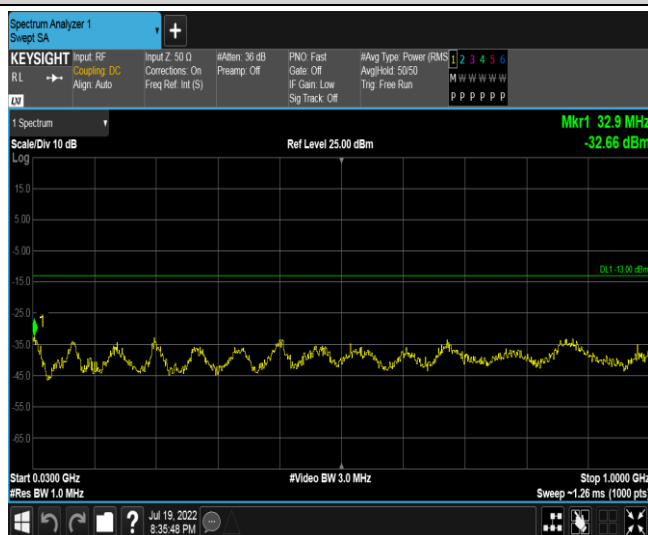 Spectrum Analyzer 1
Swept SA
+
KEYSIGHT
RL
Input: RF
Coupling: DC
Align: Auto
Input Z: 50 Ω
Corrections: On
Freq Ref: Int (S)
#Atten: 36 dB
Preamp: Off
PNO: Fast
Gate: Off
IF Gain: Low
Sig Track: Off
#Avg Type: Power (RMS
Avg|Hold: 50/50
Trig: Free Run
1 2 3 4 5 6
M W W W W W
P P P P P P
LXI
1 Spectrum
Mkr1 32.9 MHz
Scale/Div 10 dB
Ref Level 25.00 dBm
-32.66 dBm
Log
15.0
5.00
-5.00
DL1 -13.00 dBm
-15.0
-25.0
1
-35.0
-45.0
-55.0
-65.0
Start 0.0300 GHz
#Video BW 3.0 MHz
Stop 1.0000 GHz
#Res BW 1.0 MHz
Sweep ~1.26 ms (1000 pts)
?
Jul 19, 2022
8:35:48 PM